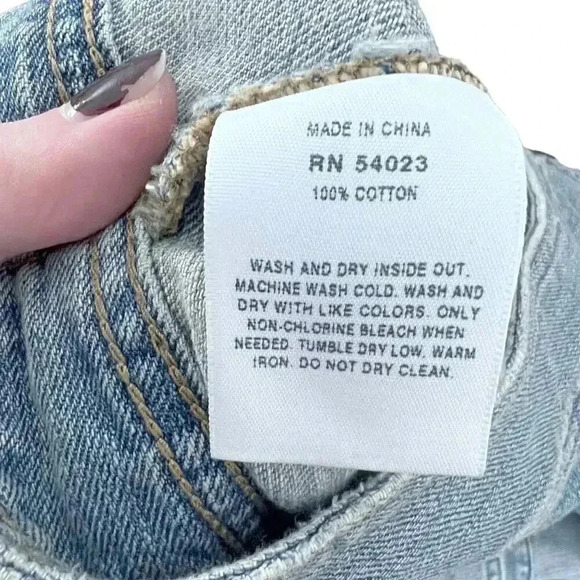 MADE IN CHINA
RN 54023
100% COTTON
WASH AND DRY INSIDE OUT.
MACHINE WASH COLD. WASH AND
DRY WITH LIKE COLORS. ONLY
NON-CHLORINE BLEACH WHEN
NEEDED. TUMBLE DRY LOW. WARM
IRON. DO NOT DRY CLEAN.